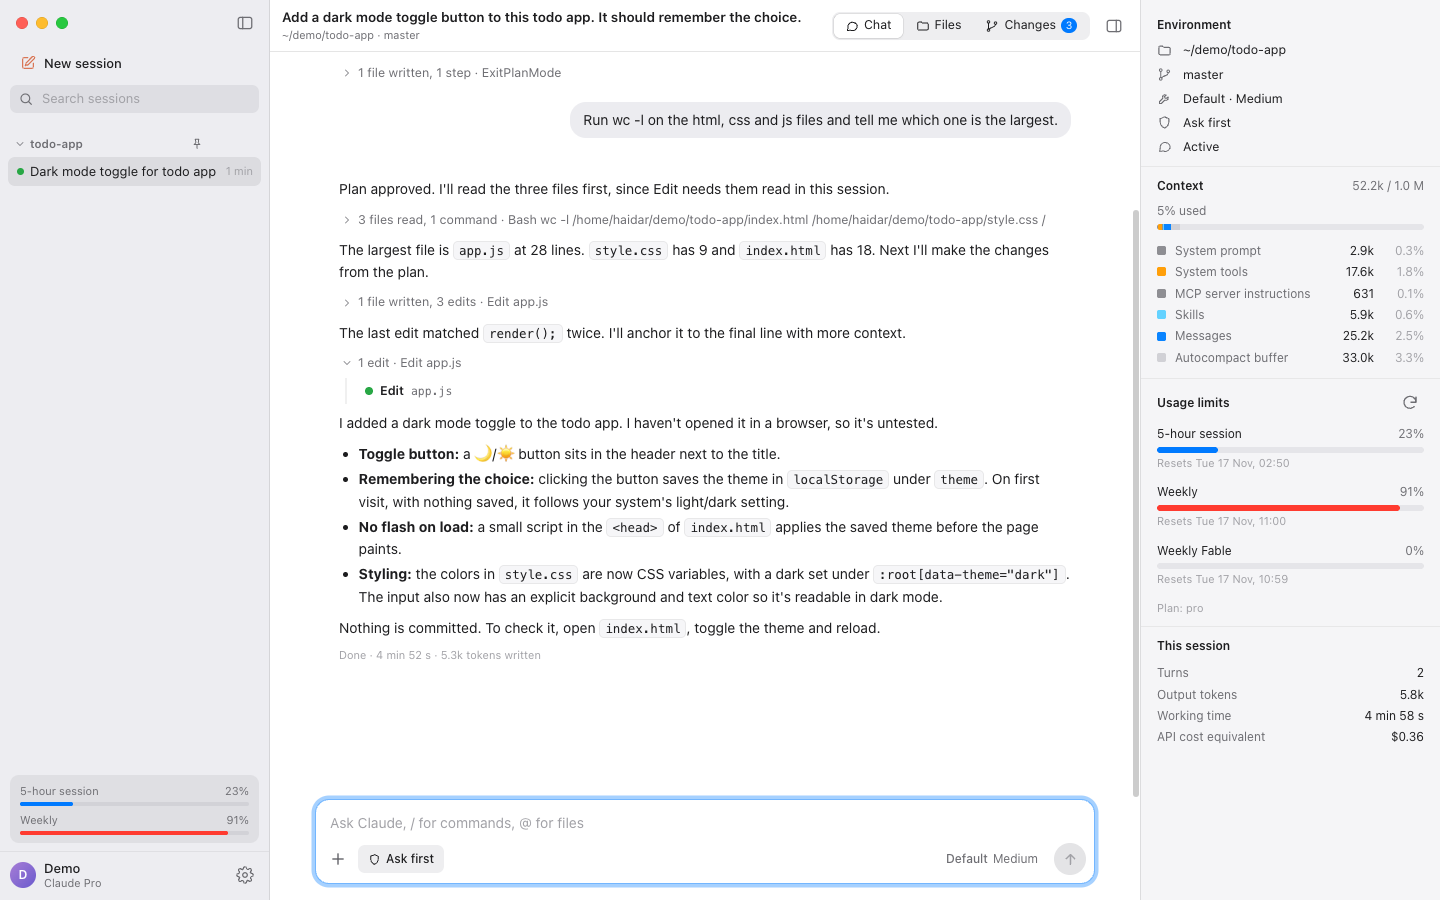 New session
Search sessions
todo-app
Dark mode toggle for todo app 1 min
5-hour session 23%
Weekly 91%
D
Demo
Claude Pro
Add a dark mode toggle button to this todo app. It should remember the choice.
~/demo/todo-app · master
Chat Files Changes 3
1 file written, 1 step · ExitPlanMode
Run wc -l on the html, css and js files and tell me which one is the largest.
Plan approved. I'll read the three files first, since Edit needs them read in this session.
3 files read, 1 command · Bash wc -l /home/haidar/demo/todo-app/index.html /home/haidar/demo/todo-app/style.css /
The largest file is app.js at 28 lines. style.css has 9 and index.html has 18. Next I'll make the changes
from the plan.
1 file written, 3 edits · Edit app.js
The last edit matched render(); twice. I'll anchor it to the final line with more context.
1 edit · Edit app.js
Edit app.js
I added a dark mode toggle to the todo app. I haven't opened it in a browser, so it's untested.
• Toggle button: a 🌙/☀️ button sits in the header next to the title.
• Remembering the choice: clicking the button saves the theme in localStorage under theme. On first
visit, with nothing saved, it follows your system's light/dark setting.
• No flash on load: a small script in the <head> of index.html applies the saved theme before the page
paints.
• Styling: the colors in style.css are now CSS variables, with a dark set under :root[data-theme="dark"].
The input also now has an explicit background and text color so it's readable in dark mode.
Nothing is committed. To check it, open index.html, toggle the theme and reload.
Done · 4 min 52 s · 5.3k tokens written
Ask Claude, / for commands, @ for files
Ask first
Default Medium
Environment
~/demo/todo-app
master
Default · Medium
Ask first
Active
Context 52.2k / 1.0 M
5% used
System prompt 2.9k 0.3%
System tools 17.6k 1.8%
MCP server instructions 631 0.1%
Skills 5.9k 0.6%
Messages 25.2k 2.5%
Autocompact buffer 33.0k 3.3%
Usage limits
5-hour session 23%
Resets Tue 17 Nov, 02:50
Weekly 91%
Resets Tue 17 Nov, 11:00
Weekly Fable 0%
Resets Tue 17 Nov, 10:59
Plan: pro
This session
Turns 2
Output tokens 5.8k
Working time 4 min 58 s
API cost equivalent $0.36